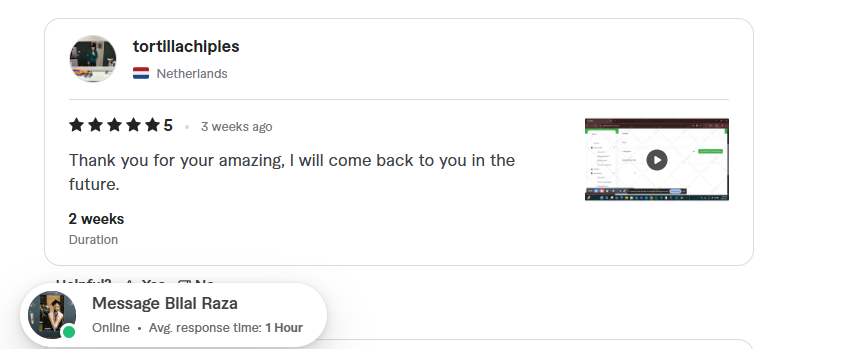 tortillachipies
Netherlands
5 • 3 weeks ago
Thank you for your amazing, I will come back to you in the
future.
2 weeks
Duration
Helpful? Yes No
Message Bilal Raza
Online • Avg. response time: 1 Hour